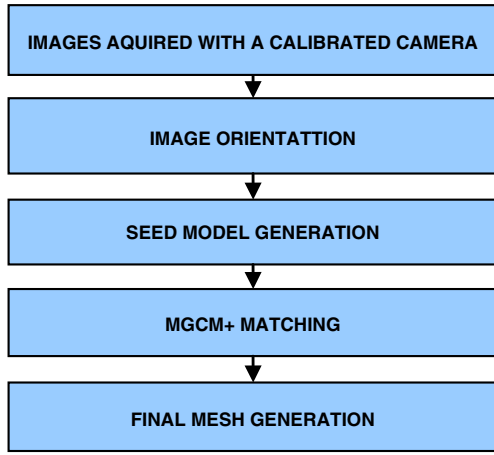 IMAGES AQUIRED WITH A CALIBRATED CAMERA
IMAGE ORIENTATTION
SEED MODEL GENERATION
MGCM+ MATCHING
FINAL MESH GENERATION